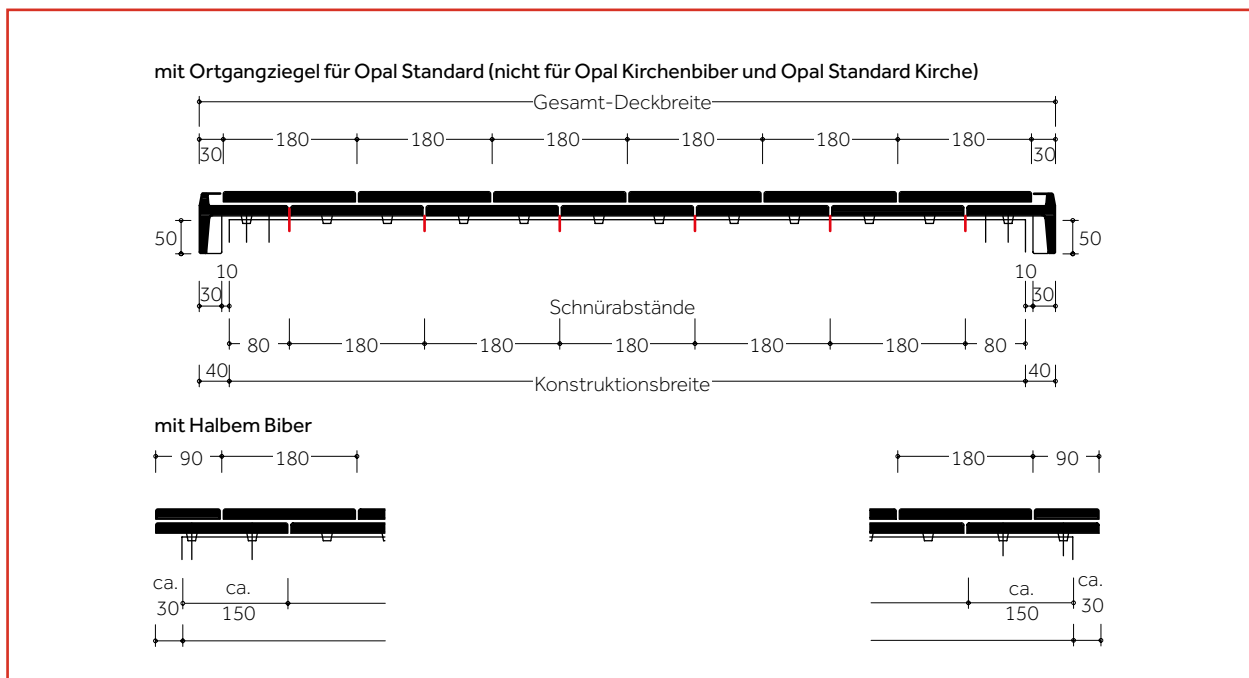 mit Ortgangziegel für Opal Standard (nicht für Opal Kirchenbiber und Opal Standard Kirche)
Gesamt-Deckbreite
30 180 180 180 180 180 180 30
50 50
10 10
30 30
Schnürabstände
80 180 180 180 180 180 80
40 Konstruktionsbreite 40
mit Halbem Biber
90 180 180 90
ca. ca. ca. ca.
30 150 150 30